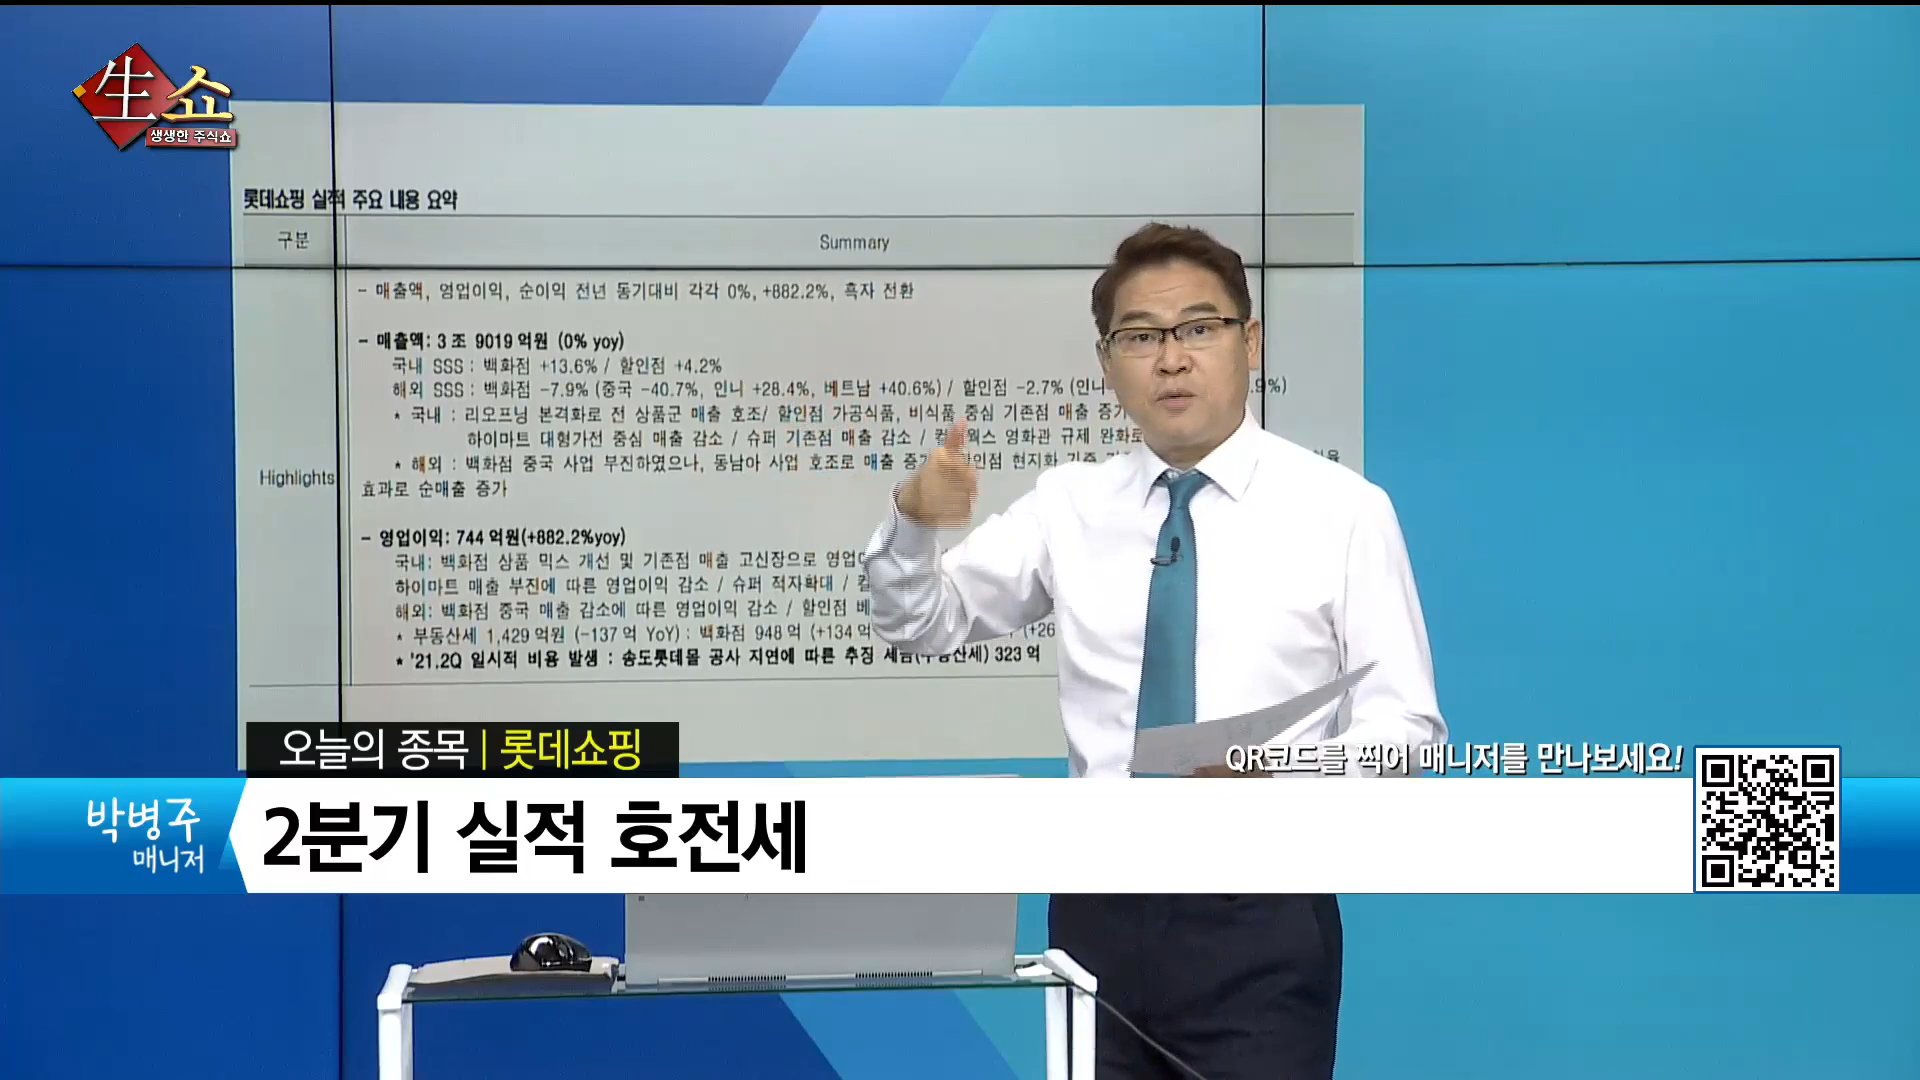 生쇼
생생한 주식쇼
롯데쇼핑 실적 주요 내용 요약
구분 Summary
- 매출액, 영업이익, 순이익 전년 동기대비 각각 0%, +882.2%, 흑자 전환
- 매출액: 3조 9019억원 (0% yoy)
국내 SSS : 백화점 +13.6% / 할인점 +4.2%
해외 SSS : 백화점 -7.9% (중국 -40.7%, 인니 +28.4%, 베트남 +40.6%) / 할인점 -2.7% (인니 .9%)
* 국내 : 리오프닝 본격화로 전 상품군 매출 호조/ 할인점 가공식품, 비식품 중심 기존점 매출 증가
하이마트 대형가전 중심 매출 감소 / 슈퍼 기존점 매출 감소 / 영화관 규제 완화로
* 해외 : 백화점 중국 사업 부진하였으나, 동남아 사업 호조로 매출 현지화 기준
Highlights
효과로 순매출 증가
- 영업이익: 744억원(+882.2%yoy)
국내: 백화점 상품 믹스 개선 및 기존점 매출 고신장으로
하이마트 매출 부진에 따른 영업이익 감소 / 슈퍼 적자확대 /
해외: 백화점 중국 매출 감소에 따른 영업이익 감소 / 할인점
* 부동산세 1,429억원 (-137억 YoY) : 백화점 948억 (+134억 (+26
* '21.2Q 일시적 비용 발생 : 송도롯데몰 공사 지연에 따른 추징 323억
오늘의 종목 | 롯데쇼핑
QR코드를 찍어 매니저를 만나보세요!
박병주
매니저
2분기 실적 호전세